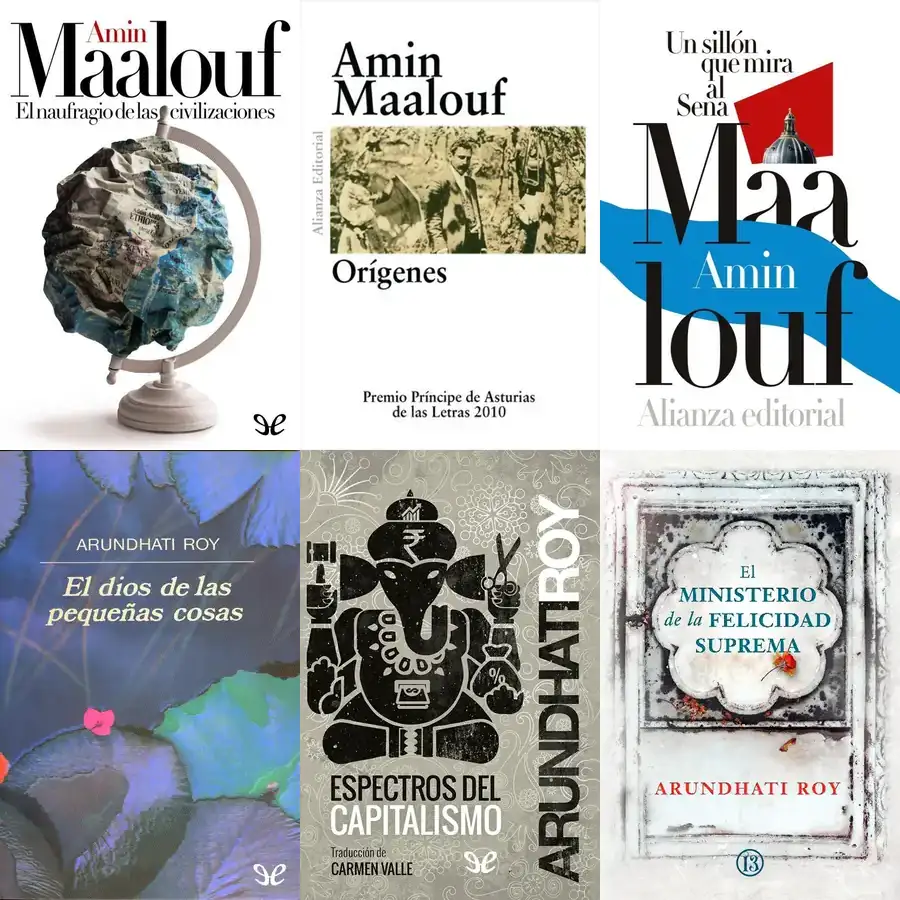 Amin
Maalouf
El naufragio de las civilizaciones
ETHIOPIA
Amin
Maalouf
Alianza Editorial
Orígenes
Premio Príncipe de Asturias
de las Letras 2010
Un sillón
que mira
al
Sena
Maa
Amin
louf
Alianza editorial
ARUNDHATI ROY
El dios de las
pequeñas cosas
₹
%
ARUNDHATI ROY
ESPECTROS DEL
CAPITALISMO
Traducción de
CARMEN VALLE
El
MINISTERIO
de la FELICIDAD
SUPREMA
ARUNDHATI ROY
13